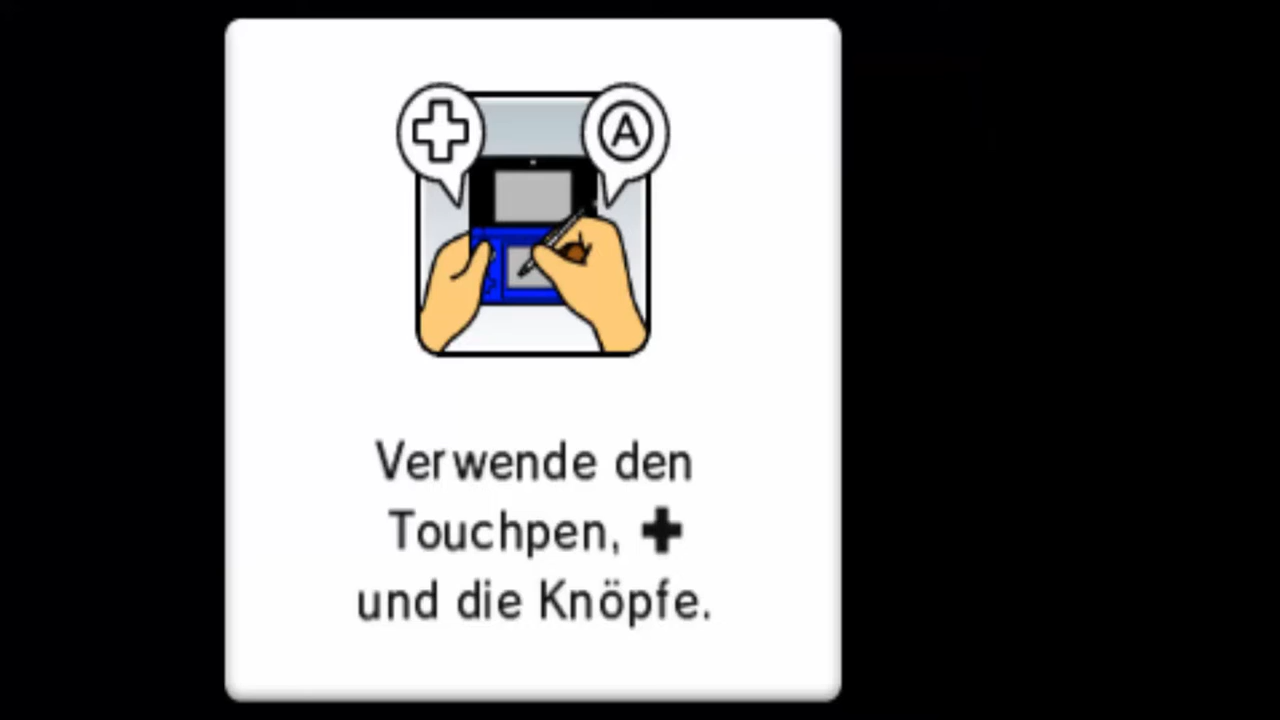 A
Verwende den
Touchpen, ✚
und die Knöpfe.